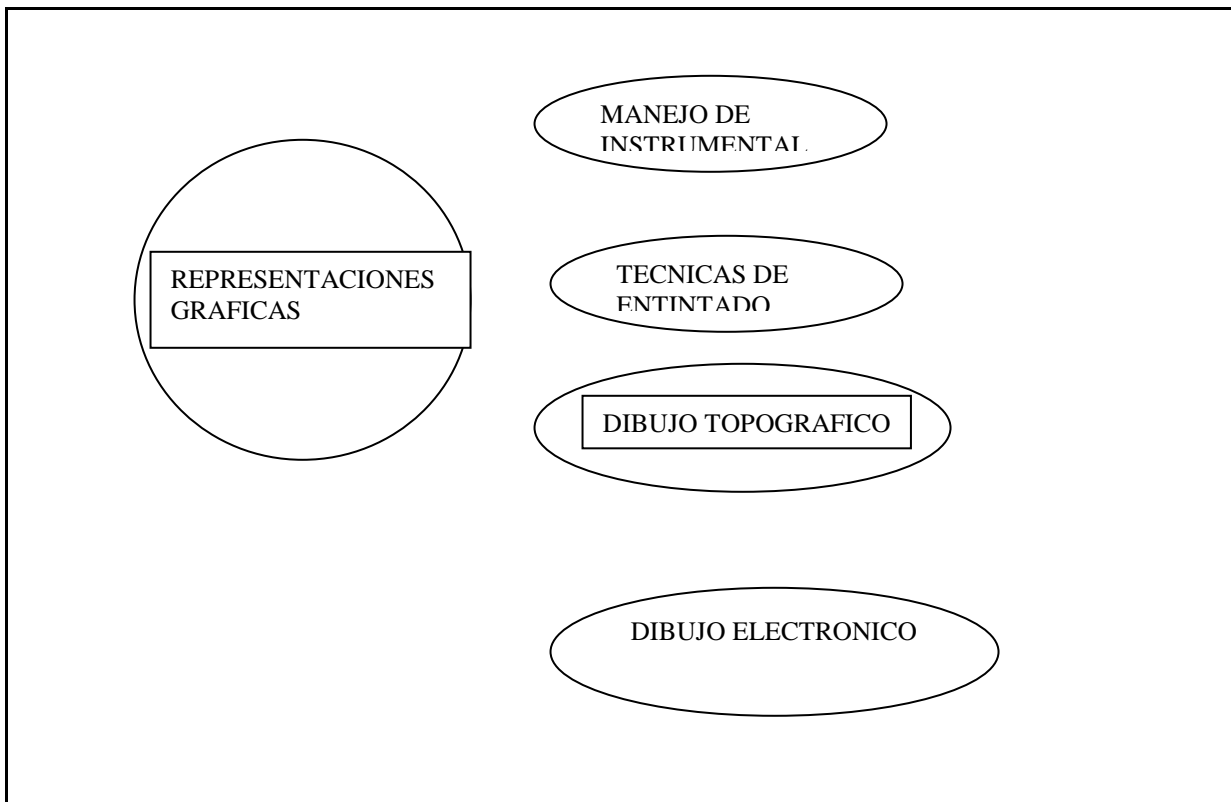 MANEJO DE
INSTRUMENTAL
REPRESENTACIONES
GRAFICAS
TECNICAS DE
ENTINTADO
DIBUJO TOPOGRAFICO
DIBUJO ELECTRONICO